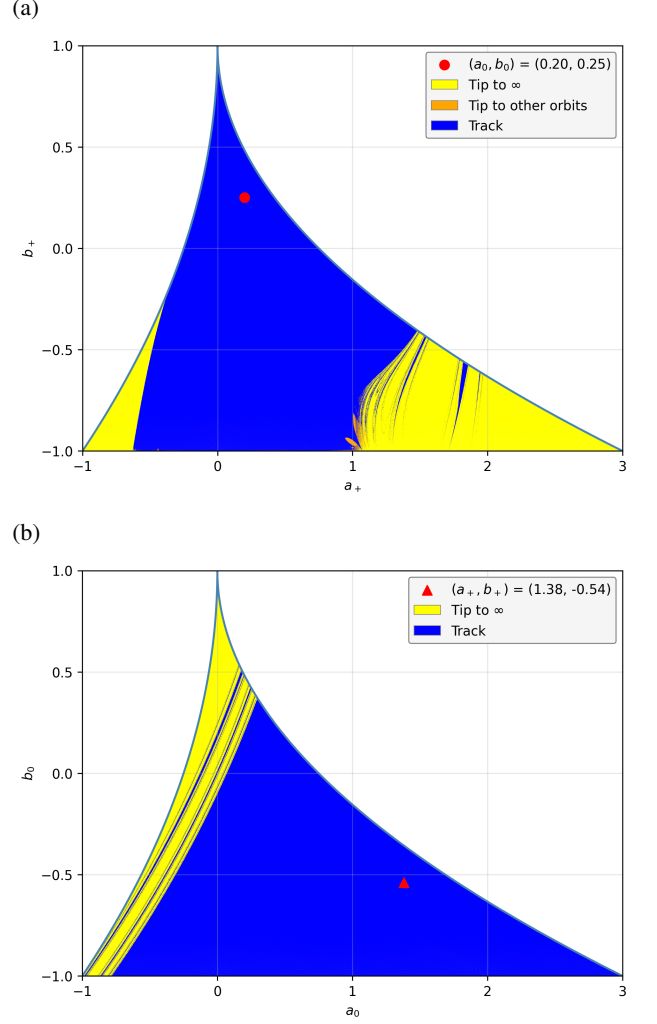 (a)
1.0
0.5
0.0
−0.5
−1.0
b+
−1
0
1
2
3
a+
(a0, b0) = (0.20, 0.25)
Tip to ∞
Tip to other orbits
Track
(b)
1.0
0.5
0.0
−0.5
−1.0
b0
−1
0
1
2
3
a0
(a+, b+) = (1.38, -0.54)
Tip to ∞
Track